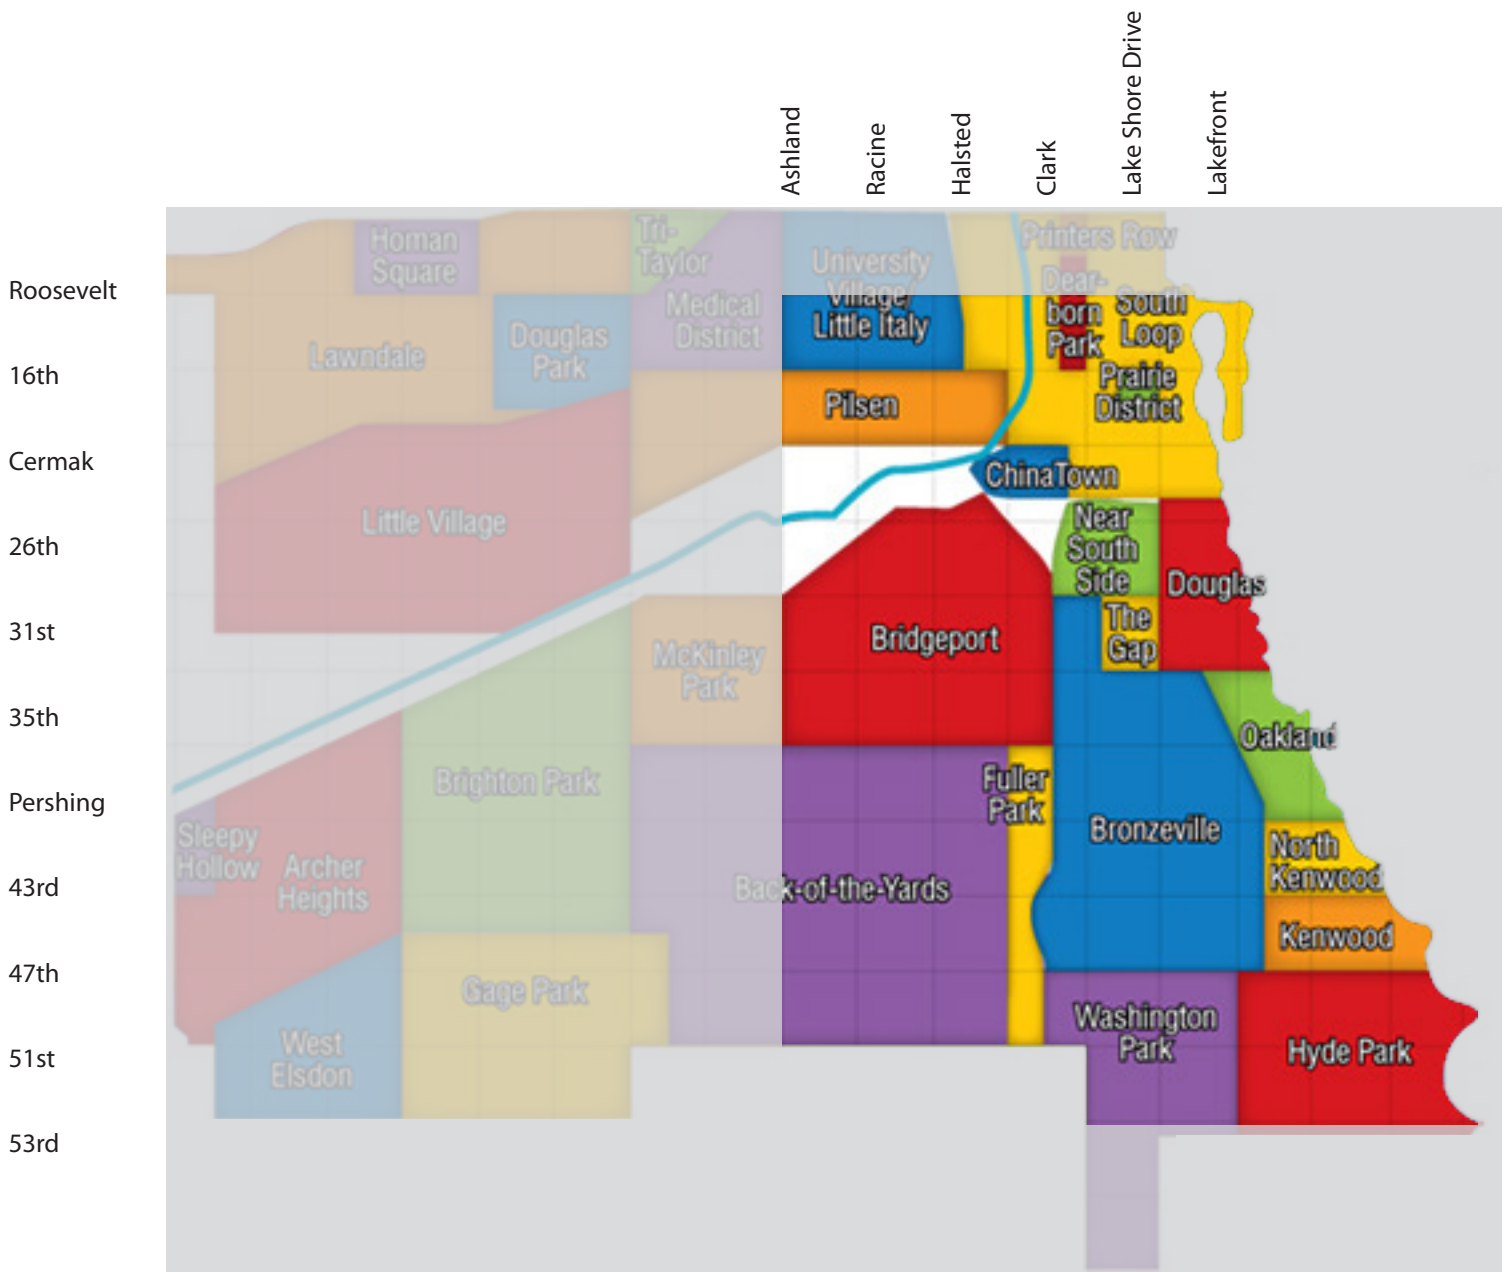 Ashland
Racine
Halsted
Clark
Lake Shore Drive
Lakefront
Roosevelt
16th
Cermak
26th
31st
35th
Pershing
43rd
47th
51st
53rd
Homan
Square
Tri-
Taylor
Medical
District
University
Village/
Little Italy
Printers Row
Dear-
born
Park
South
Loop
Prairie
District
Lawndale
Douglas
Park
Pilsen
ChinaTown
Little Village
Near
South
Side
Douglas
The
Gap
Bridgeport
McKinley
Park
Oakland
Brighton Park
Fuller
Park
Bronzeville
Sleepy
Hollow
Archer
Heights
Back-of-the-Yards
North
Kenwood
Kenwood
Gage Park
West
Elsdon
Washington
Park
Hyde Park